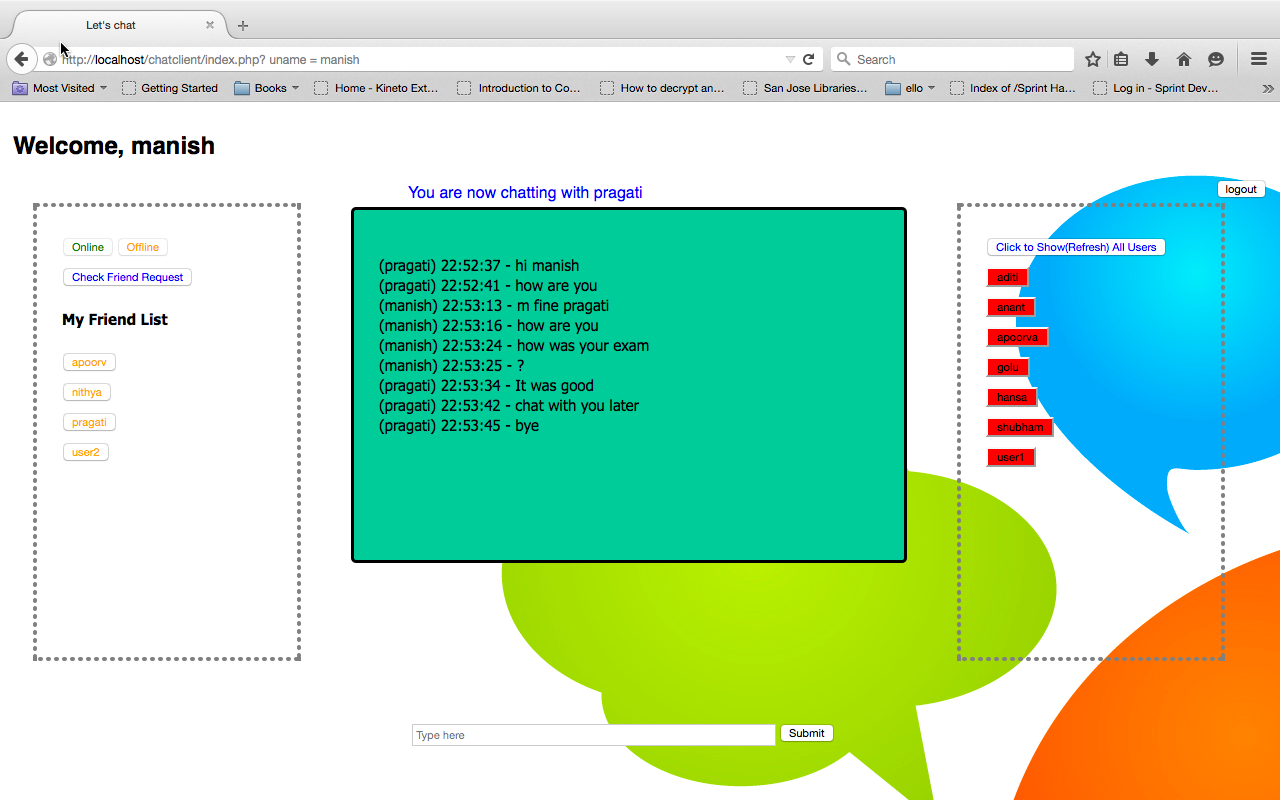 Let's chat
http://localhost/chatclient/index.php? uname = manish
Search
Most Visited
Getting Started
Books
Home - Kineto Ext...
Introduction to Co...
How to decrypt an...
San Jose Libraries...
ello
Index of /Sprint Ha...
Log in - Sprint Dev...
Welcome, manish
logout
You are now chatting with pragati
Online
Offline
Check Friend Request
My Friend List
apoorv
nithya
pragati
user2
(pragati) 22:52:37 - hi manish
(pragati) 22:52:41 - how are you
(manish) 22:53:13 - m fine pragati
(manish) 22:53:16 - how are you
(manish) 22:53:24 - how was your exam
(manish) 22:53:25 - ?
(pragati) 22:53:34 - It was good
(pragati) 22:53:42 - chat with you later
(pragati) 22:53:45 - bye
Click to Show(Refresh) All Users
aditi
anant
apoorva
golu
hansa
shubham
user1
Type here
Submit